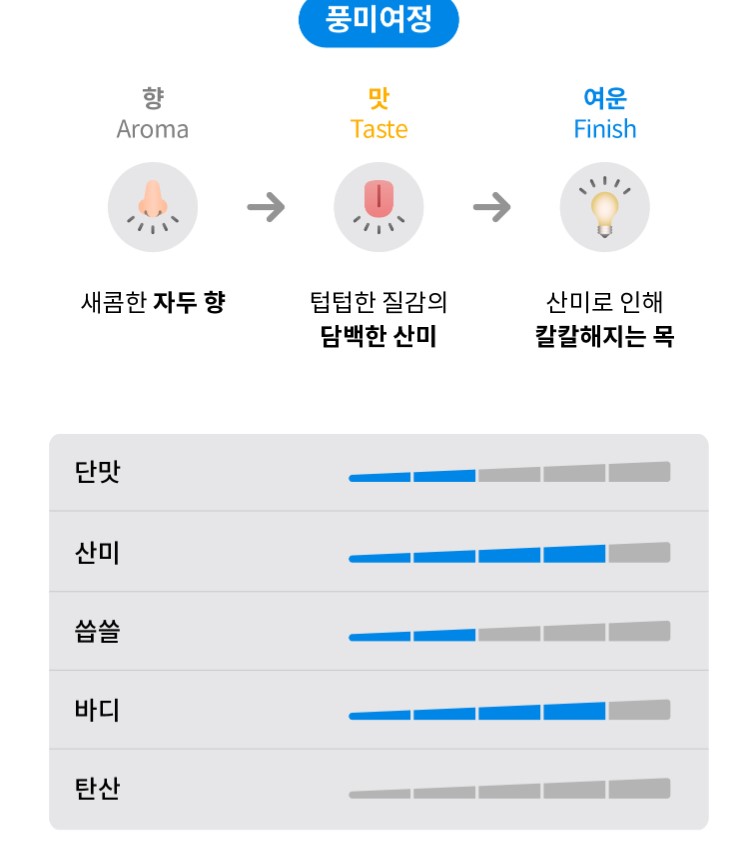 풍미여정
향
Aroma
맛
Taste
여운
Finish
새콤한 자두 향
텁텁한 질감의
담백한 산미
산미로 인해
칼칼해지는 목
단맛
산미
씁쓸
바디
탄산